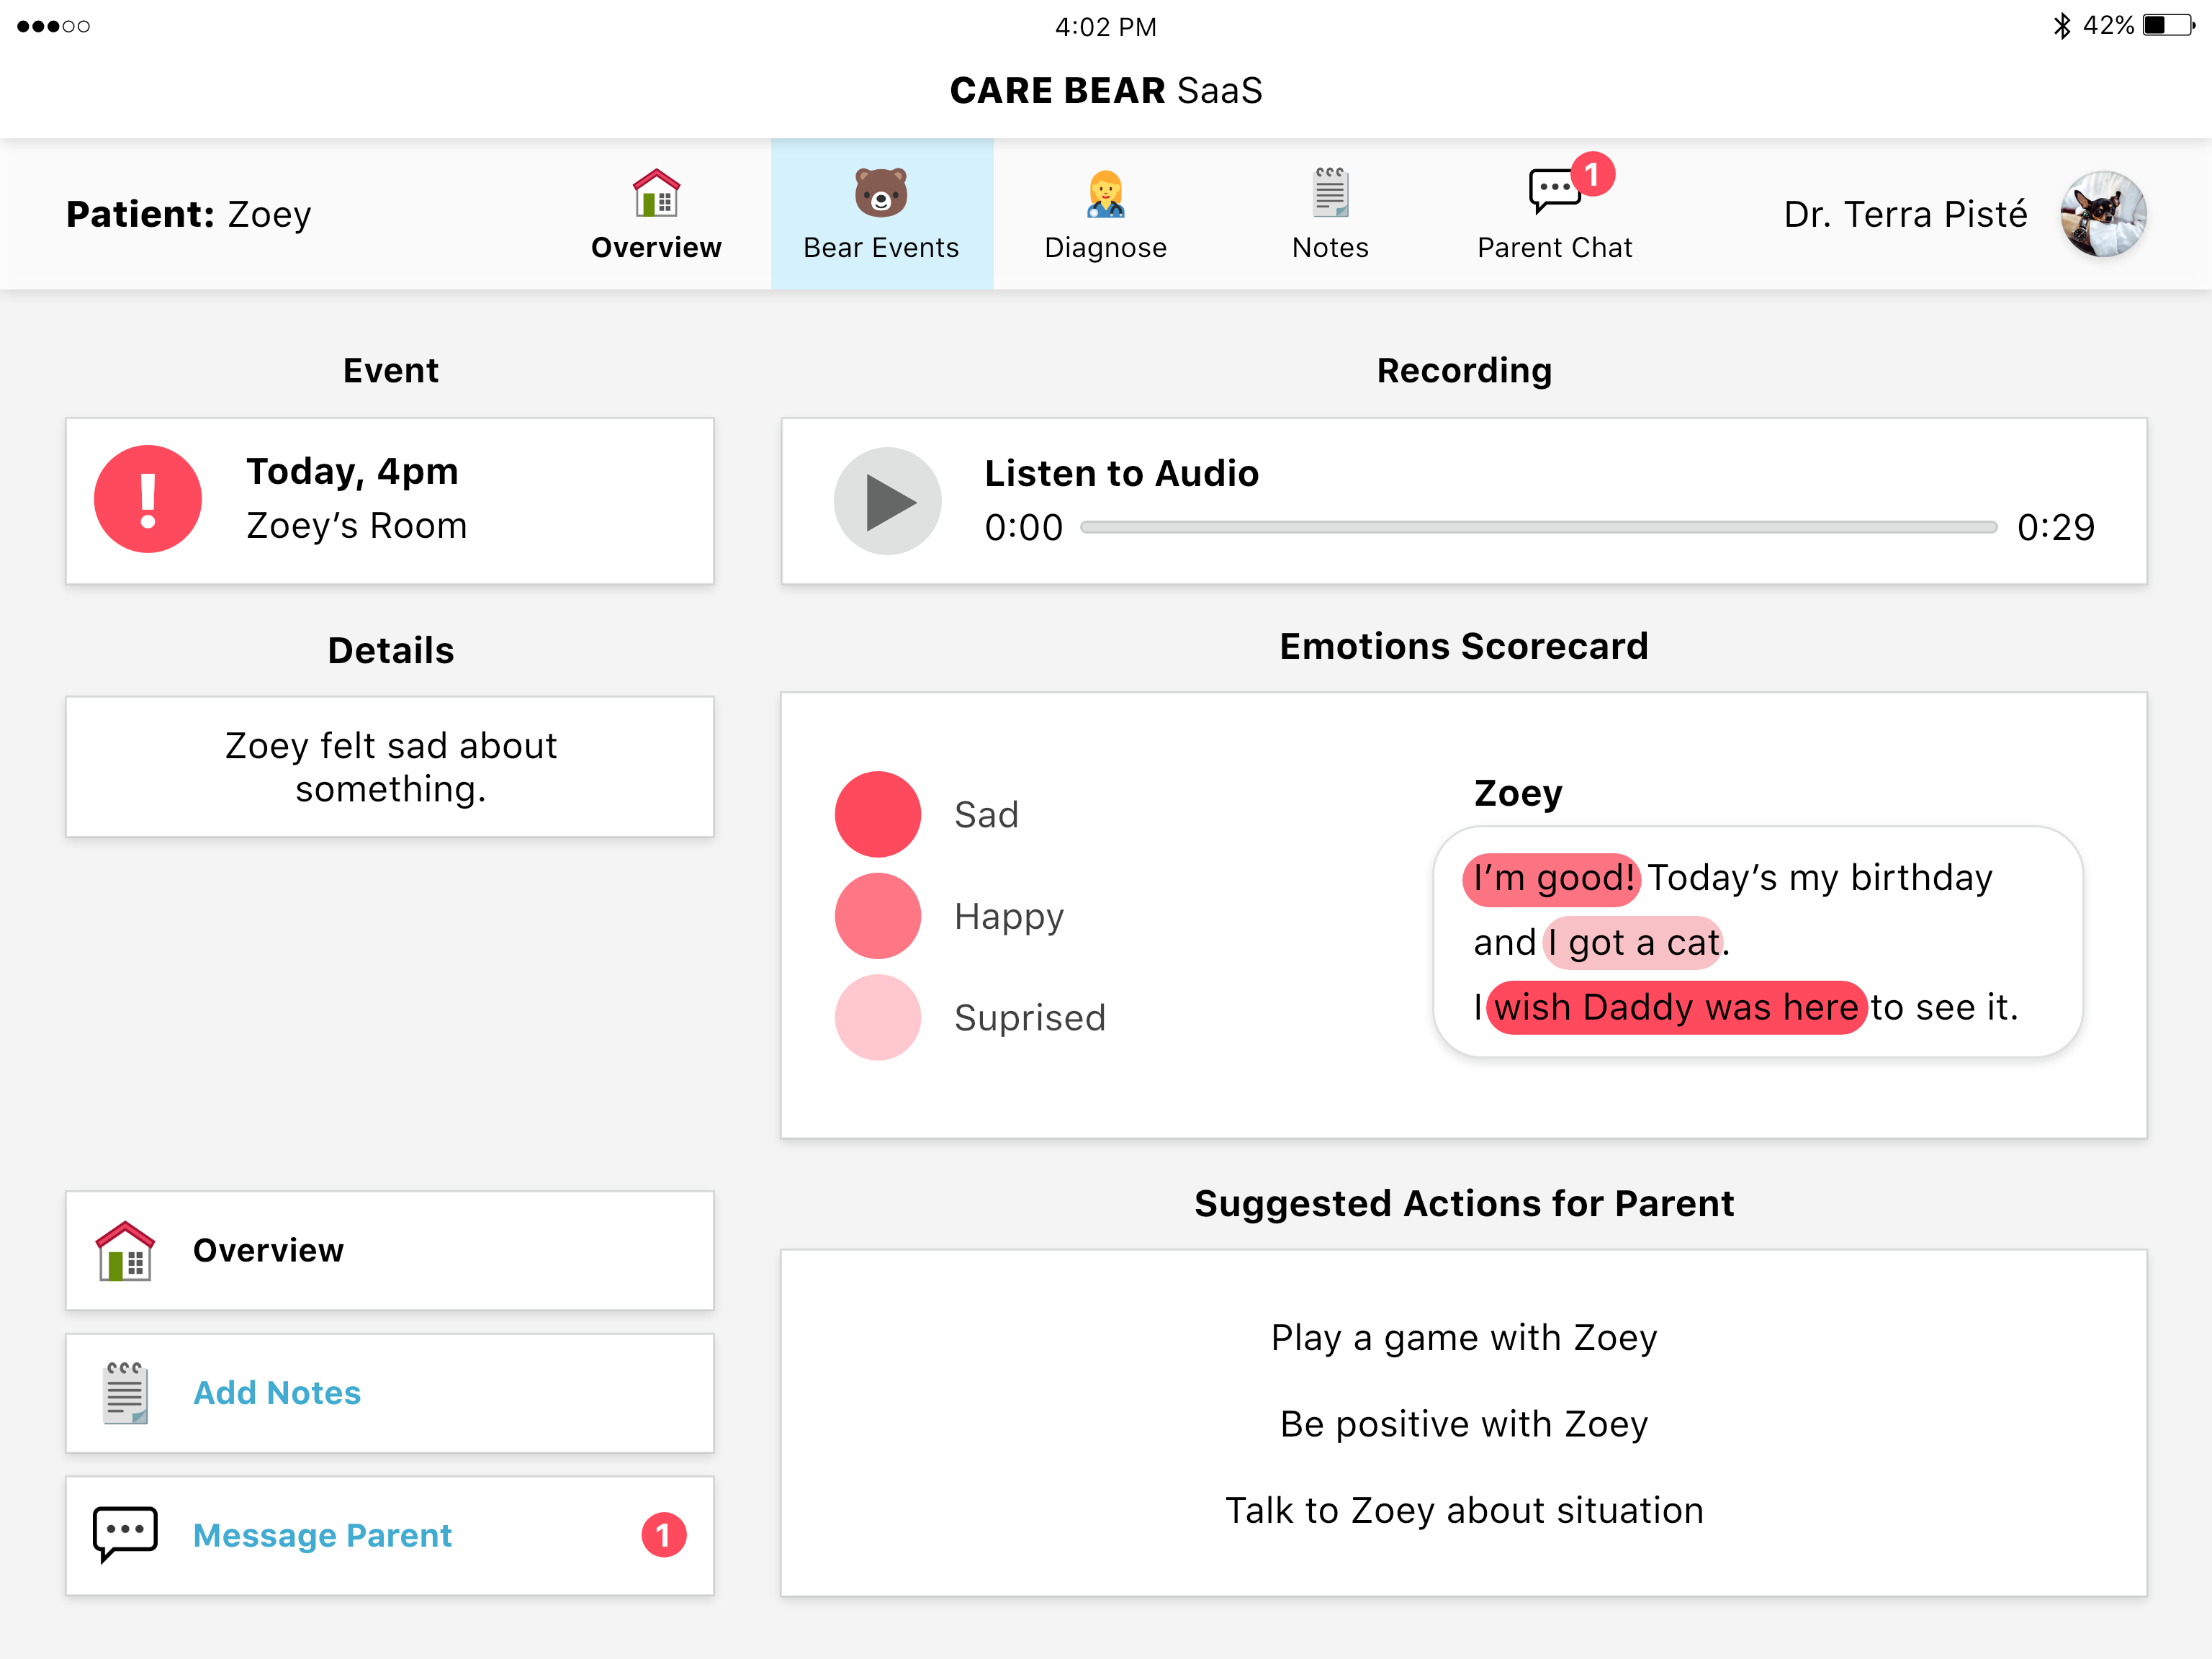 4:02 PM
42%
CARE BEAR SaaS
Patient: Zoey
Overview
Bear Events
Diagnose
Notes
1
Parent Chat
Dr. Terra Pisté
Event
!
Today, 4pm
Zoey’s Room
Recording
Listen to Audio
0:00
0:29
Details
Zoey felt sad about
something.
Emotions Scorecard
Sad
Happy
Suprised
Zoey
I’m good! Today’s my birthday
and I got a cat.
I wish Daddy was here to see it.
Overview
Add Notes
Message Parent
1
Suggested Actions for Parent
Play a game with Zoey
Be positive with Zoey
Talk to Zoey about situation